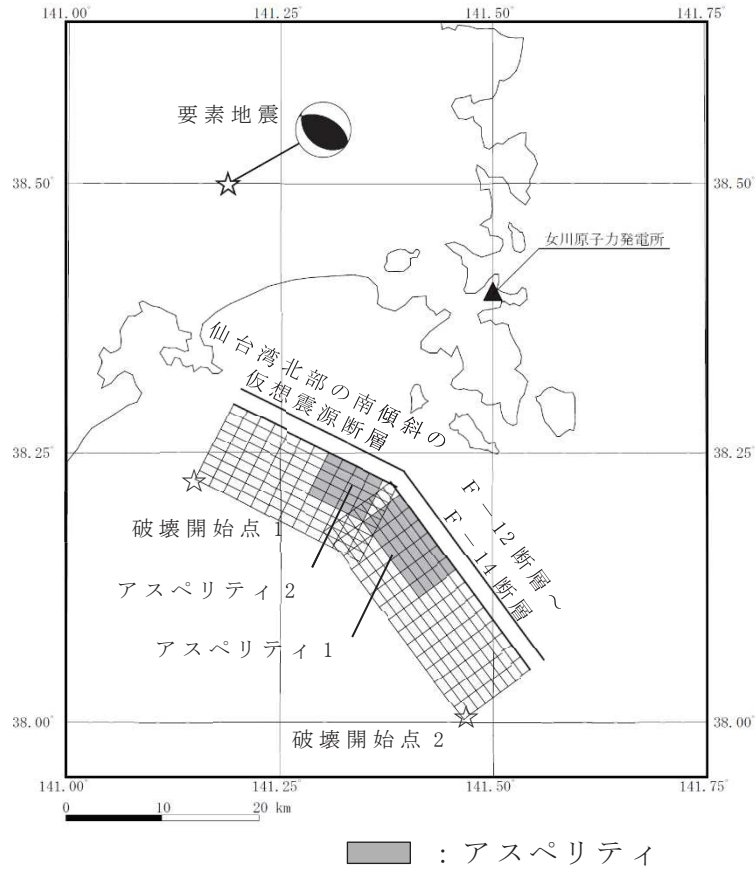 141.00° 141.25° 141.50° 141.75°
要素地震
38.50° 38.50°
女川原子力発電所
仙台湾北部の南傾斜の
仮想震源断層
38.25° 38.25°
F－12断層～
F－14断層
破壊開始点1
アスペリティ2
アスペリティ1
38.00° 38.00°
破壊開始点2
141.00° 141.25° 141.50° 141.75°
0 10 20 km
：アスペリティ